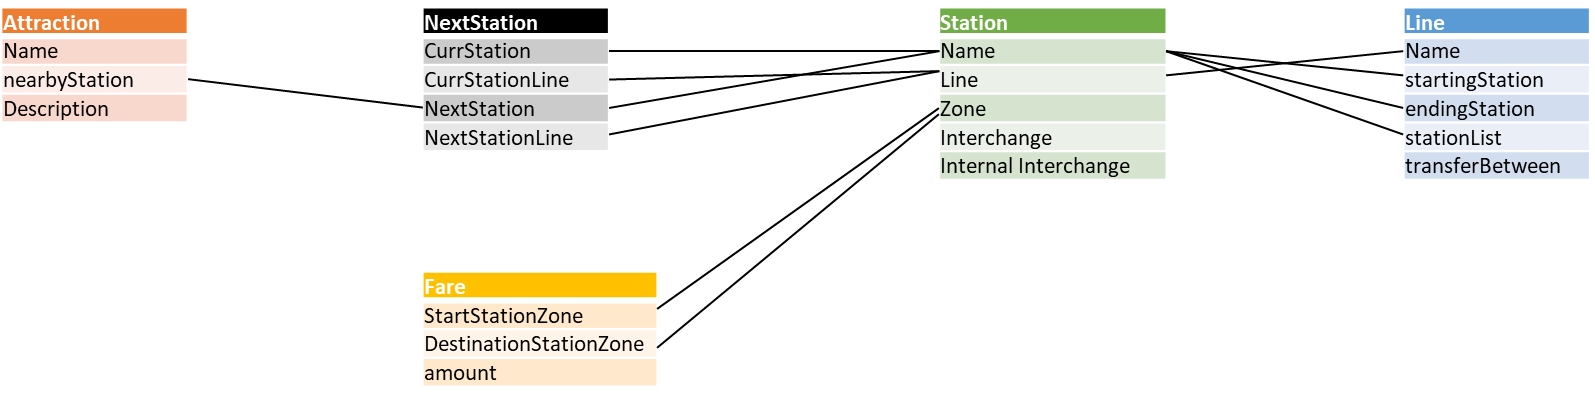 Attraction
Name
nearbyStation
Description
NextStation
CurrStation
CurrStationLine
NextStation
NextStationLine
Station
Name
Line
Zone
Interchange
Internal Interchange
Line
Name
startingStation
endingStation
stationList
transferBetween
Fare
StartStationZone
DestinationStationZone
amount